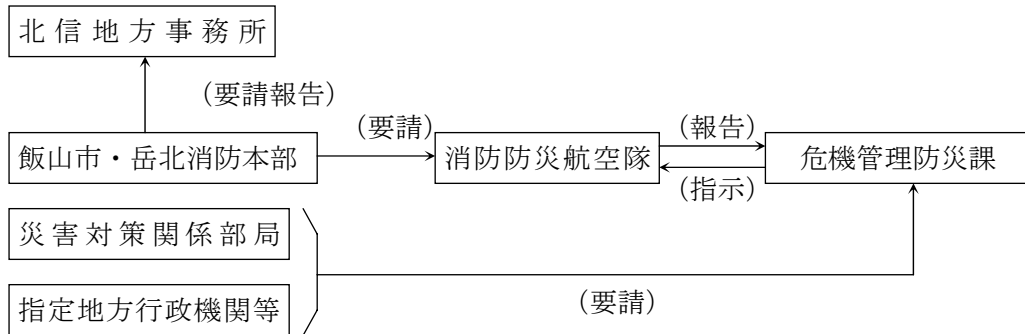 北信地方事務所
（要請報告）
（要請）
（報告）
飯山市・岳北消防本部
消防防災航空隊
危機管理防災課
（指示）
災害対策関係部局
（要請）
指定地方行政機関等